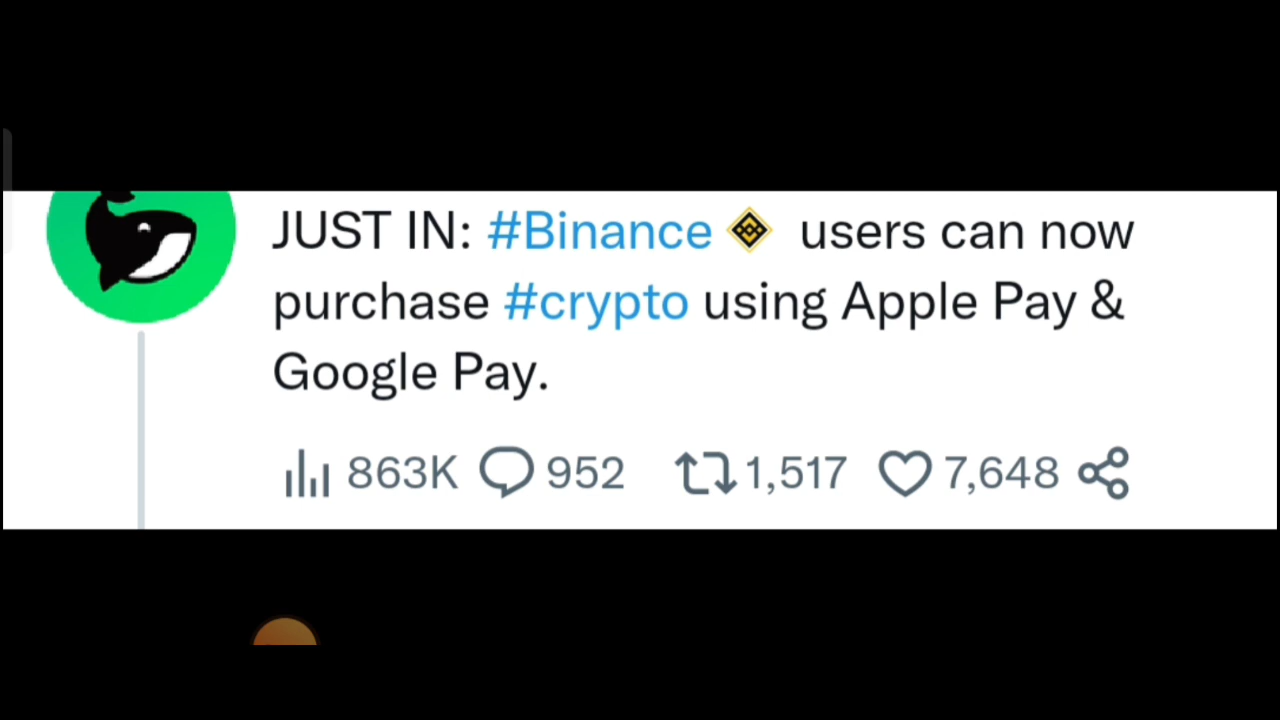 JUST IN: #Binance users can now
purchase #crypto using Apple Pay &
Google Pay.
863K 952 1,517 7,648